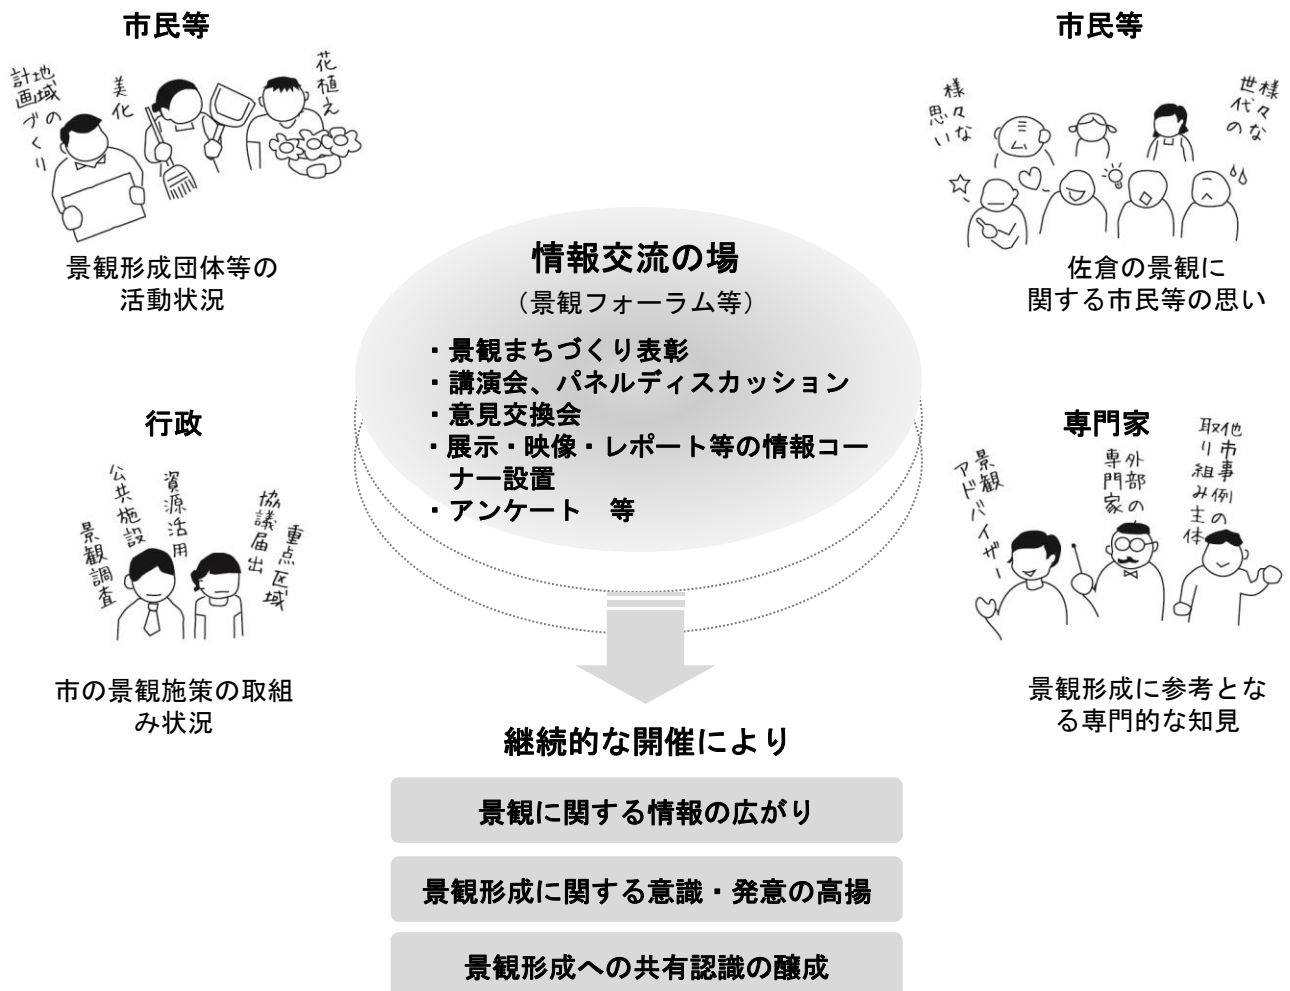 市民等
計画づくり
地域の
美化
花植え
景観形成団体等の
活動状況
市民等
様々な
思い
様々な
世代の
佐倉の景観に
関する市民等の思い
情報交流の場
（景観フォーラム等）
・景観まちづくり表彰
・講演会、パネルディスカッション
・意見交換会
・展示・映像・レポート等の情報コー
ナー設置
・アンケート　等
行政
景観調査
公共施設
資源活用
協議届出
重点区域
市の景観施策の取組
み状況
専門家
景観
アドバイザー
外部の
専門家
他市事例の
取り組み主体
景観形成に参考とな
る専門的な知見
継続的な開催により
景観に関する情報の広がり
景観形成に関する意識・発意の高揚
景観形成への共有認識の醸成